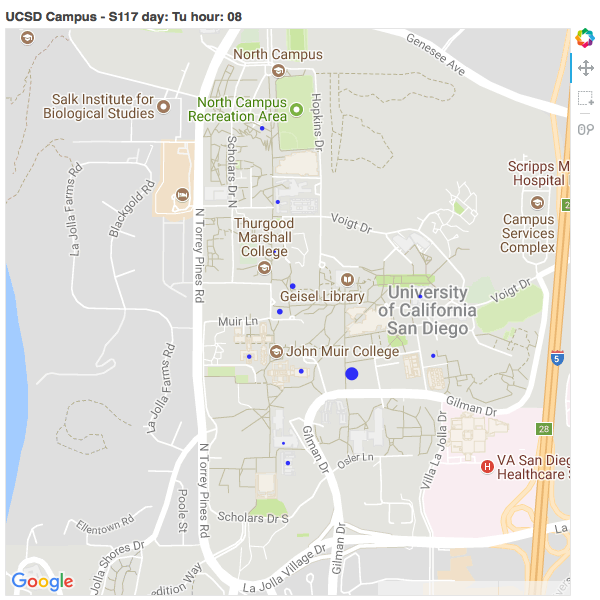 UCSD Campus - S117 day: Tu hour: 08
Genesee Ave
North Campus
Salk Institute for
Biological Studies
North Campus
Recreation Area
Hopkins Dr
Scholars Dr N
La Jolla Farms Rd
Blackgold Rd
Scripps M
Hospital
2
Campus
Services
Complex
N Torrey Pines Rd
Voigt Dr
Thurgood
Marshall
College
Geisel Library
University
of California
San Diego
Voigt Dr
Muir Ln
John Muir College
5
La Jolla Farms Rd
Gilman Dr
Villa La Jolla Dr
28
Gilman Dr
Osler Ln
N Torrey Pines Rd
H
VA San Dieg
Healthcare
Poole St
Ellentown Rd
Scholars Dr S
La
Gilman Dr
La Jolla Village Dr
Jolla Shores Dr
edition Way
Google